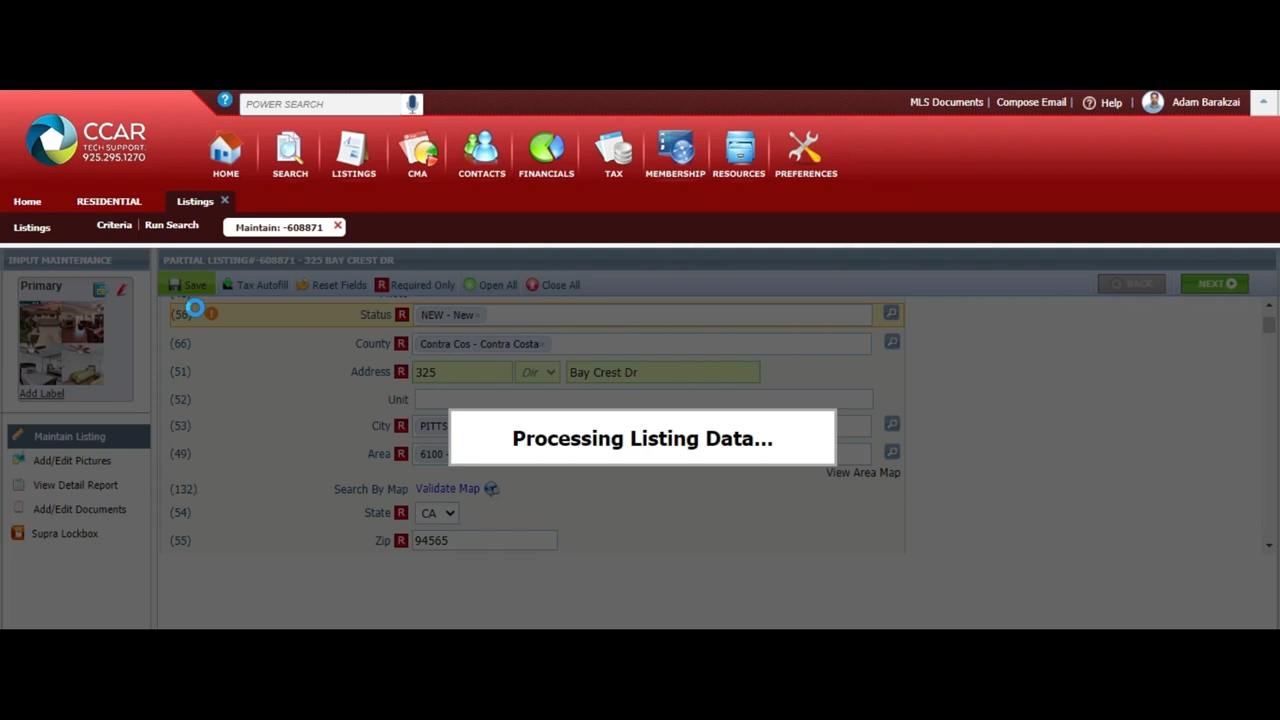 ? POWER SEARCH MLS Documents | Compose Email | ? Help | Adam Barakzai
CCAR
TECH SUPPORT:
925.295.1270
HOME SEARCH LISTINGS CMA CONTACTS FINANCIALS TAX MEMBERSHIP RESOURCES PREFERENCES
Home RESIDENTIAL Listings
Listings Criteria | Run Search Maintain: -608871
INPUT MAINTENANCE
PARTIAL LISTING#-608871 - 325 BAY CREST DR
Primary
Add Label
Maintain Listing
Add/Edit Pictures
View Detail Report
Add/Edit Documents
Supra Lockbox
Save Tax Autofill Reset Fields R Required Only Open All Close All BACK NEXT
(56) Status R NEW - New
(66) County R Contra Cos - Contra Costa
(51) Address R 325 Dir Bay Crest Dr
(52) Unit
(53) City R PITTS
(49) Area R 6100 -
View Area Map
(132) Search By Map Validate Map
(54) State R CA
(55) Zip R 94565
Processing Listing Data...